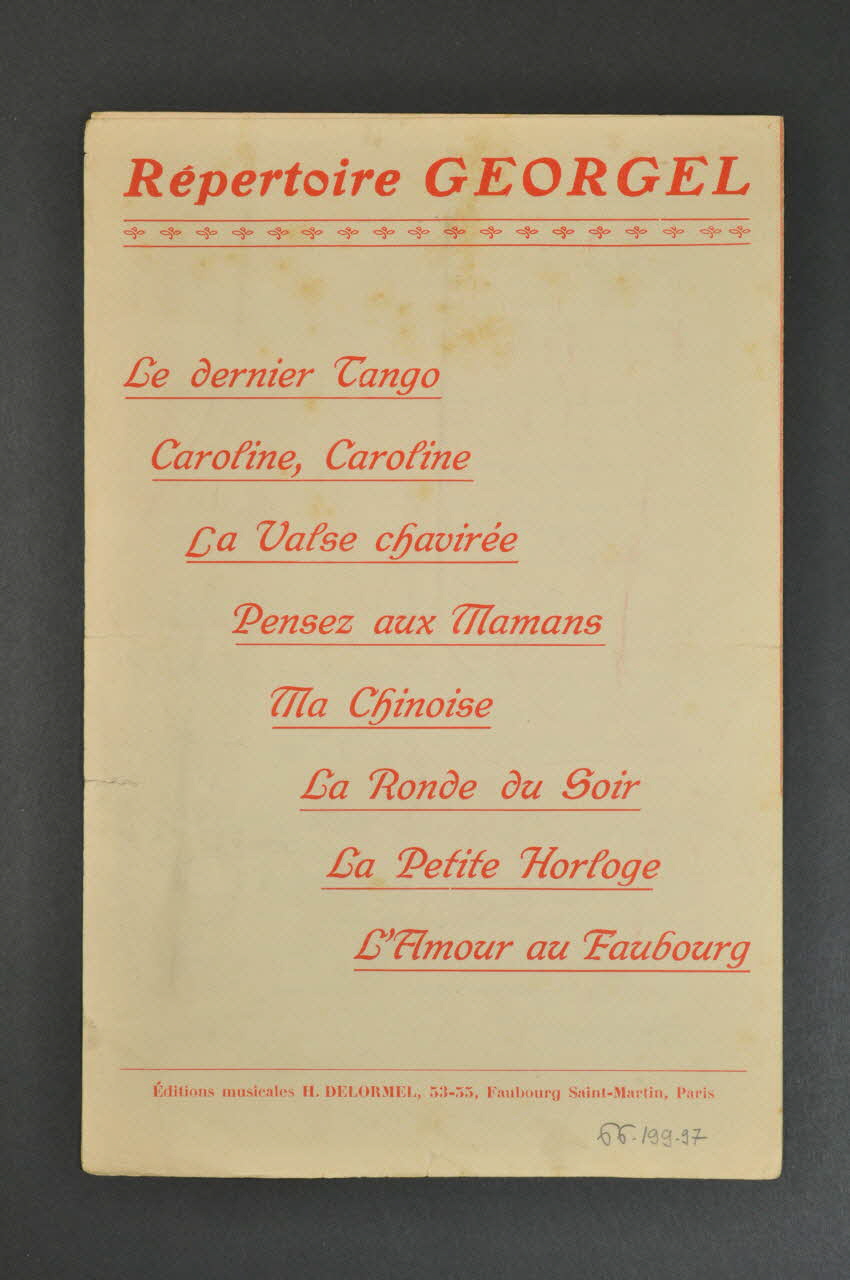 Répertoire GEORGEL
Le dernier Tango
Caroline, Caroline
La Valse chavirée
Pensez aux Mamans
Ma Chinoise
La Ronde du Soir
La Petite Horloge
L'Amour au Faubourg
Éditions musicales H. DELORMEL, 53-55, Faubourg Saint-Martin, Paris
66.199.97